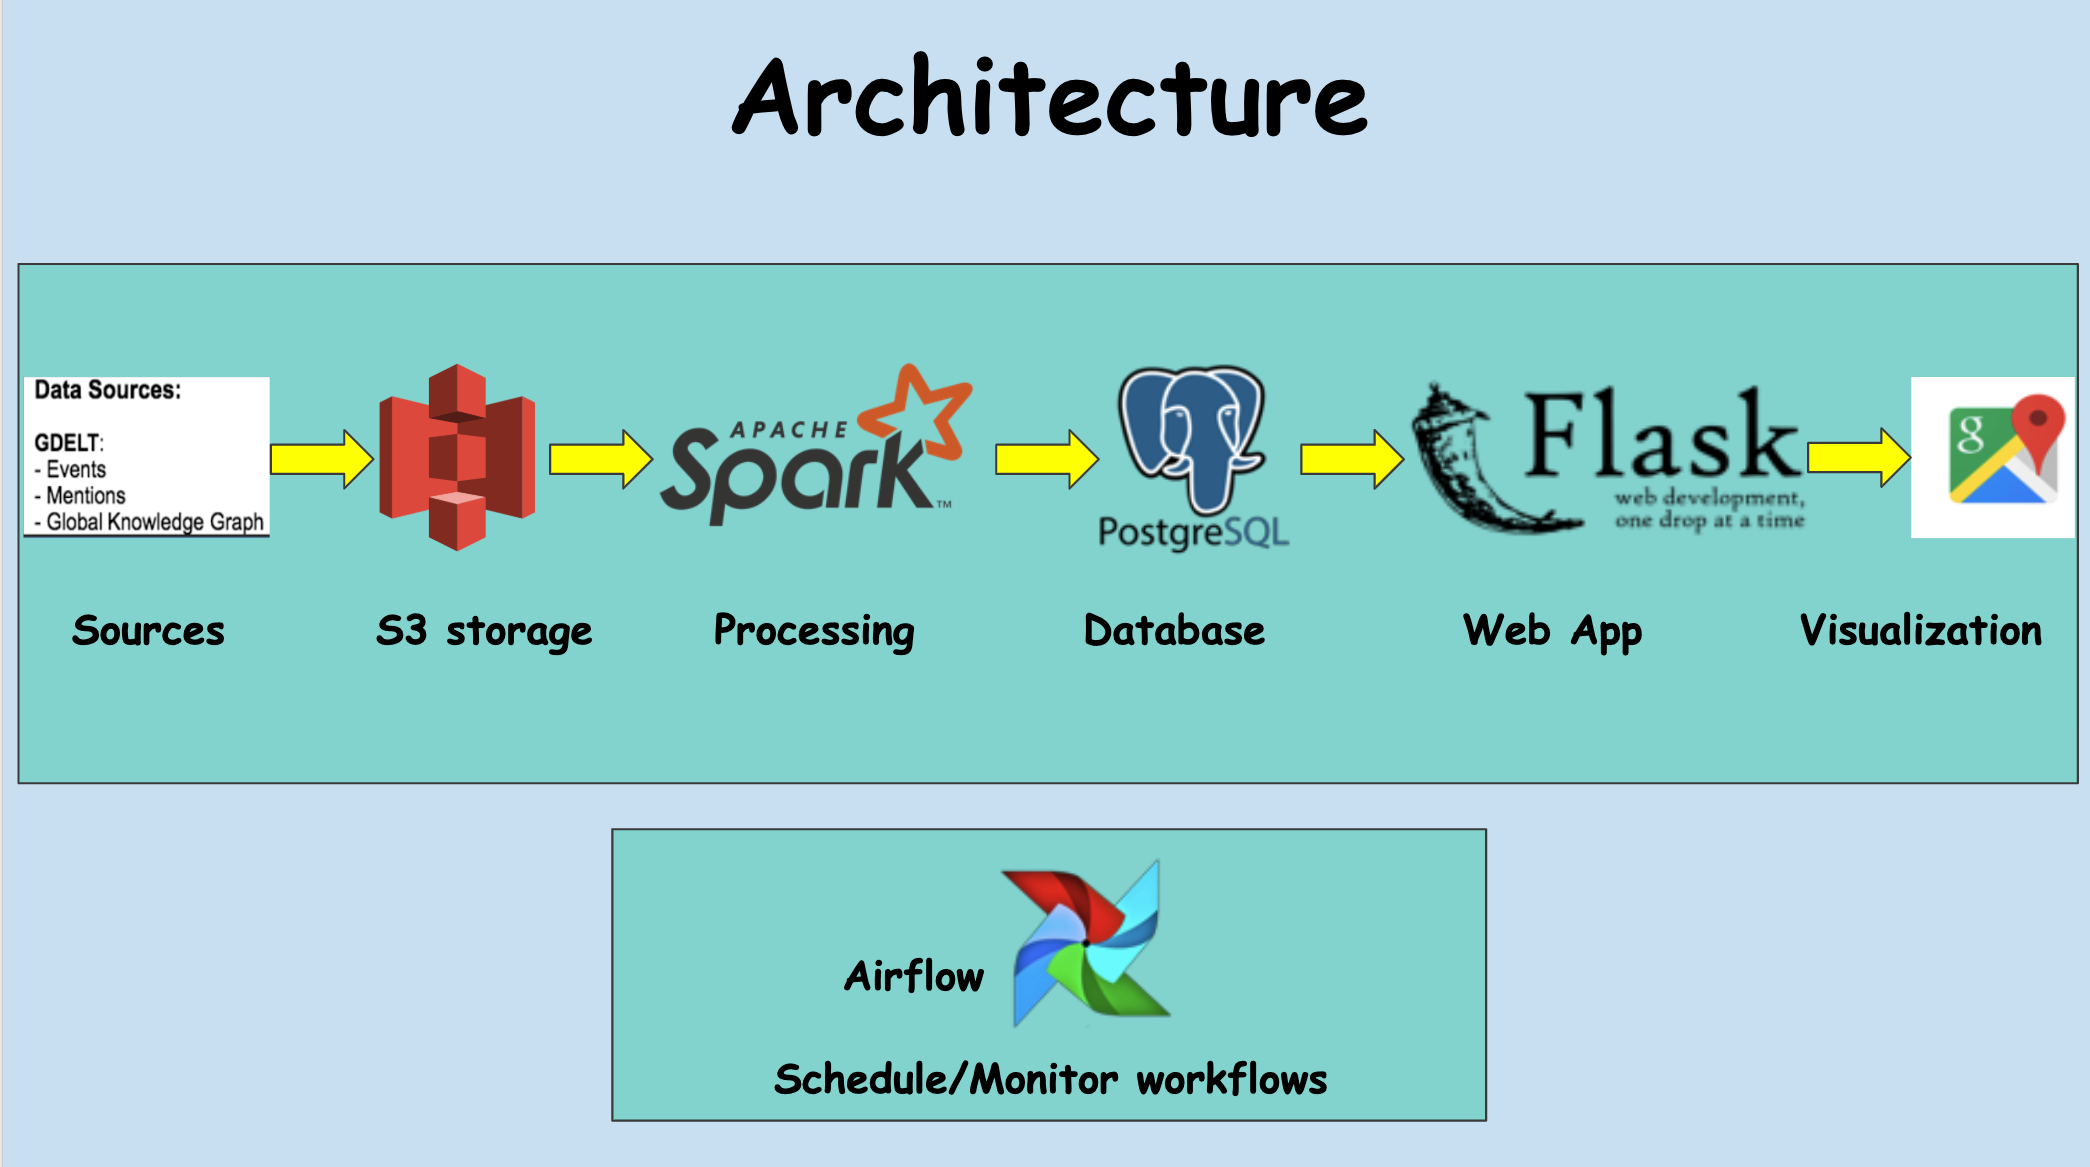 Architecture
Data Sources:
GDELT:
- Events
- Mentions
- Global Knowledge Graph
APACHE
Spark™
PostgreSQL
Flask
web development,
one drop at a time
g
Sources
S3 storage
Processing
Database
Web App
Visualization
Airflow
Schedule/Monitor workflows